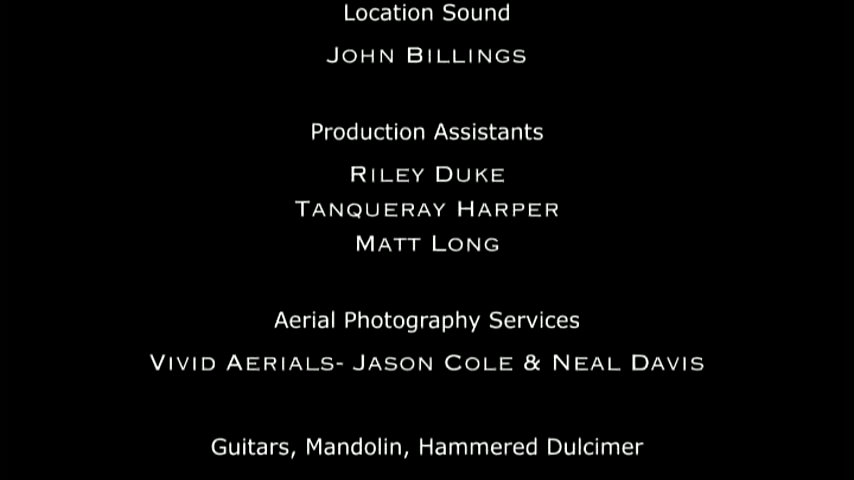 Location Sound
John Billings
Production Assistants
Riley Duke
Tanqueray Harper
Matt Long
Aerial Photography Services
Vivid Aerials- Jason Cole & Neal Davis
Guitars, Mandolin, Hammered Dulcimer